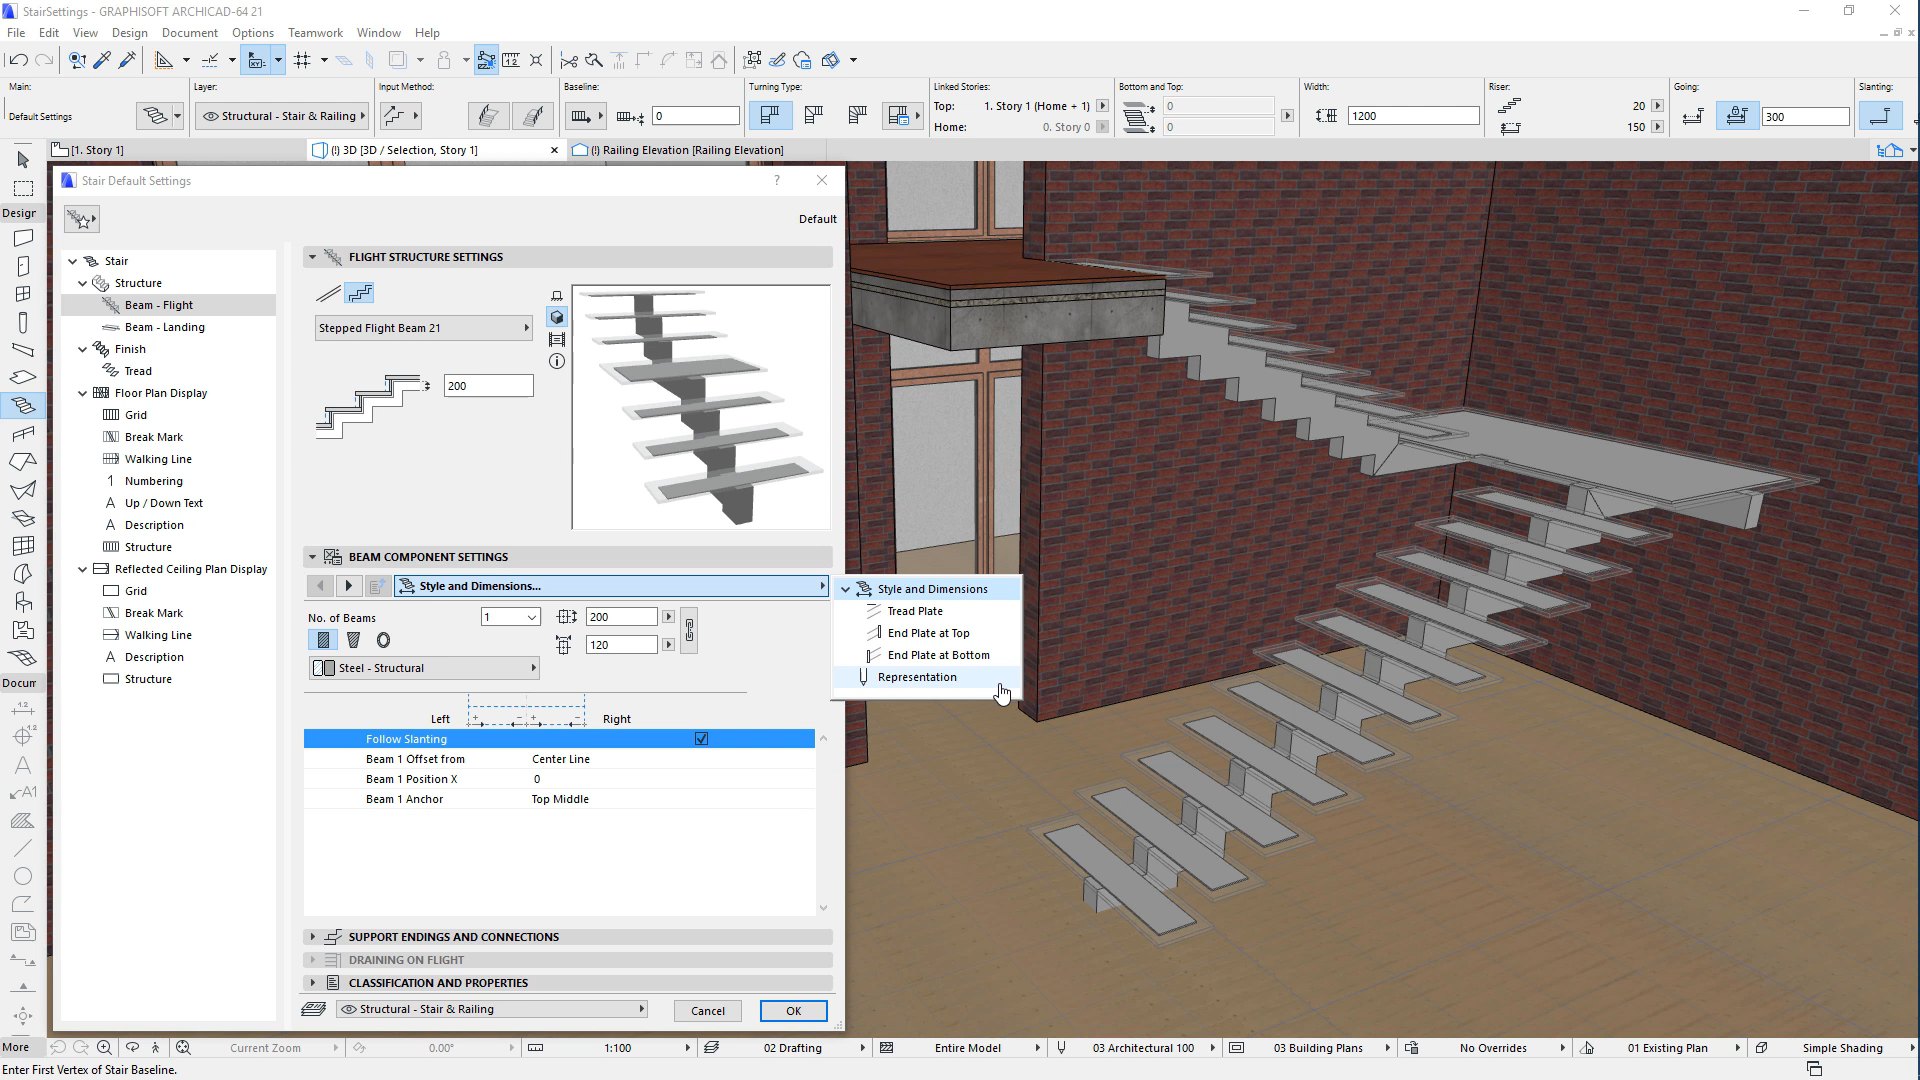 StairSettings - GRAPHISOFT ARCHICAD-64 21
File Edit View Design Document Options Teamwork Window Help
Main: Layer: Input Method: Baseline: Turning Type: Linked Stories: Bottom and Top: Width: Riser: Going: Slanting:
Top: 1. Story 1 (Home + 1) 0 20
Default Settings Structural - Stair & Railing 0 1200 300
Home: 0. Story 0 0 150
[1. Story 1] (!) 3D [3D / Selection, Story 1] (!) Railing Elevation [Railing Elevation]
Stair Default Settings ?
Default
Design
Docum
More
Stair
Structure
Beam - Flight
Beam - Landing
Finish
Tread
Floor Plan Display
Grid
Break Mark
Walking Line
1 Numbering
A Up / Down Text
A Description
Structure
Reflected Ceiling Plan Display
Grid
Break Mark
Walking Line
A Description
Structure
FLIGHT STRUCTURE SETTINGS
Stepped Flight Beam 21
200
BEAM COMPONENT SETTINGS
Style and Dimensions...
No. of Beams 1 200
120
Steel - Structural
Left Right
Follow Slanting
Beam 1 Offset from Center Line
Beam 1 Position X 0
Beam 1 Anchor Top Middle
SUPPORT ENDINGS AND CONNECTIONS
DRAINING ON FLIGHT
CLASSIFICATION AND PROPERTIES
Structural - Stair & Railing Cancel OK
Style and Dimensions
Tread Plate
End Plate at Top
End Plate at Bottom
Representation
Current Zoom 0.00° 1:100 02 Drafting Entire Model 03 Architectural 100 03 Building Plans No Overrides 01 Existing Plan Simple Shading
Enter First Vertex of Stair Baseline.